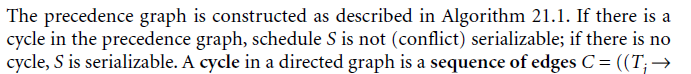 The precedence graph is constructed as described in Algorithm 21.1. If there is a
cycle in the precedence graph, schedule S is not (conflict) serializable; if there is no
cycle, S is serializable. A cycle in a directed graph is a sequence of edges C = ((Tⱼ →